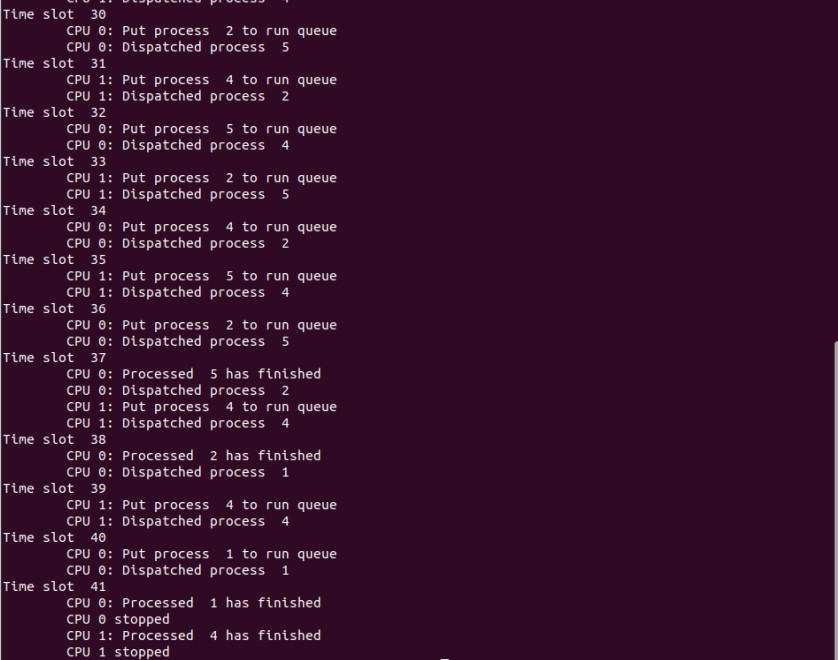 CPU 1: Dispatched process  4
Time slot  30
CPU 0: Put process  2 to run queue
CPU 0: Dispatched process  5
Time slot  31
CPU 1: Put process  4 to run queue
CPU 1: Dispatched process  2
Time slot  32
CPU 0: Put process  5 to run queue
CPU 0: Dispatched process  4
Time slot  33
CPU 1: Put process  2 to run queue
CPU 1: Dispatched process  5
Time slot  34
CPU 0: Put process  4 to run queue
CPU 0: Dispatched process  2
Time slot  35
CPU 1: Put process  5 to run queue
CPU 1: Dispatched process  4
Time slot  36
CPU 0: Put process  2 to run queue
CPU 0: Dispatched process  5
Time slot  37
CPU 0: Processed  5 has finished
CPU 0: Dispatched process  2
CPU 1: Put process  4 to run queue
CPU 1: Dispatched process  4
Time slot  38
CPU 0: Processed  2 has finished
CPU 0: Dispatched process  1
Time slot  39
CPU 1: Put process  4 to run queue
CPU 1: Dispatched process  4
Time slot  40
CPU 0: Put process  1 to run queue
CPU 0: Dispatched process  1
Time slot  41
CPU 0: Processed  1 has finished
CPU 0 stopped
CPU 1: Processed  4 has finished
CPU 1 stopped